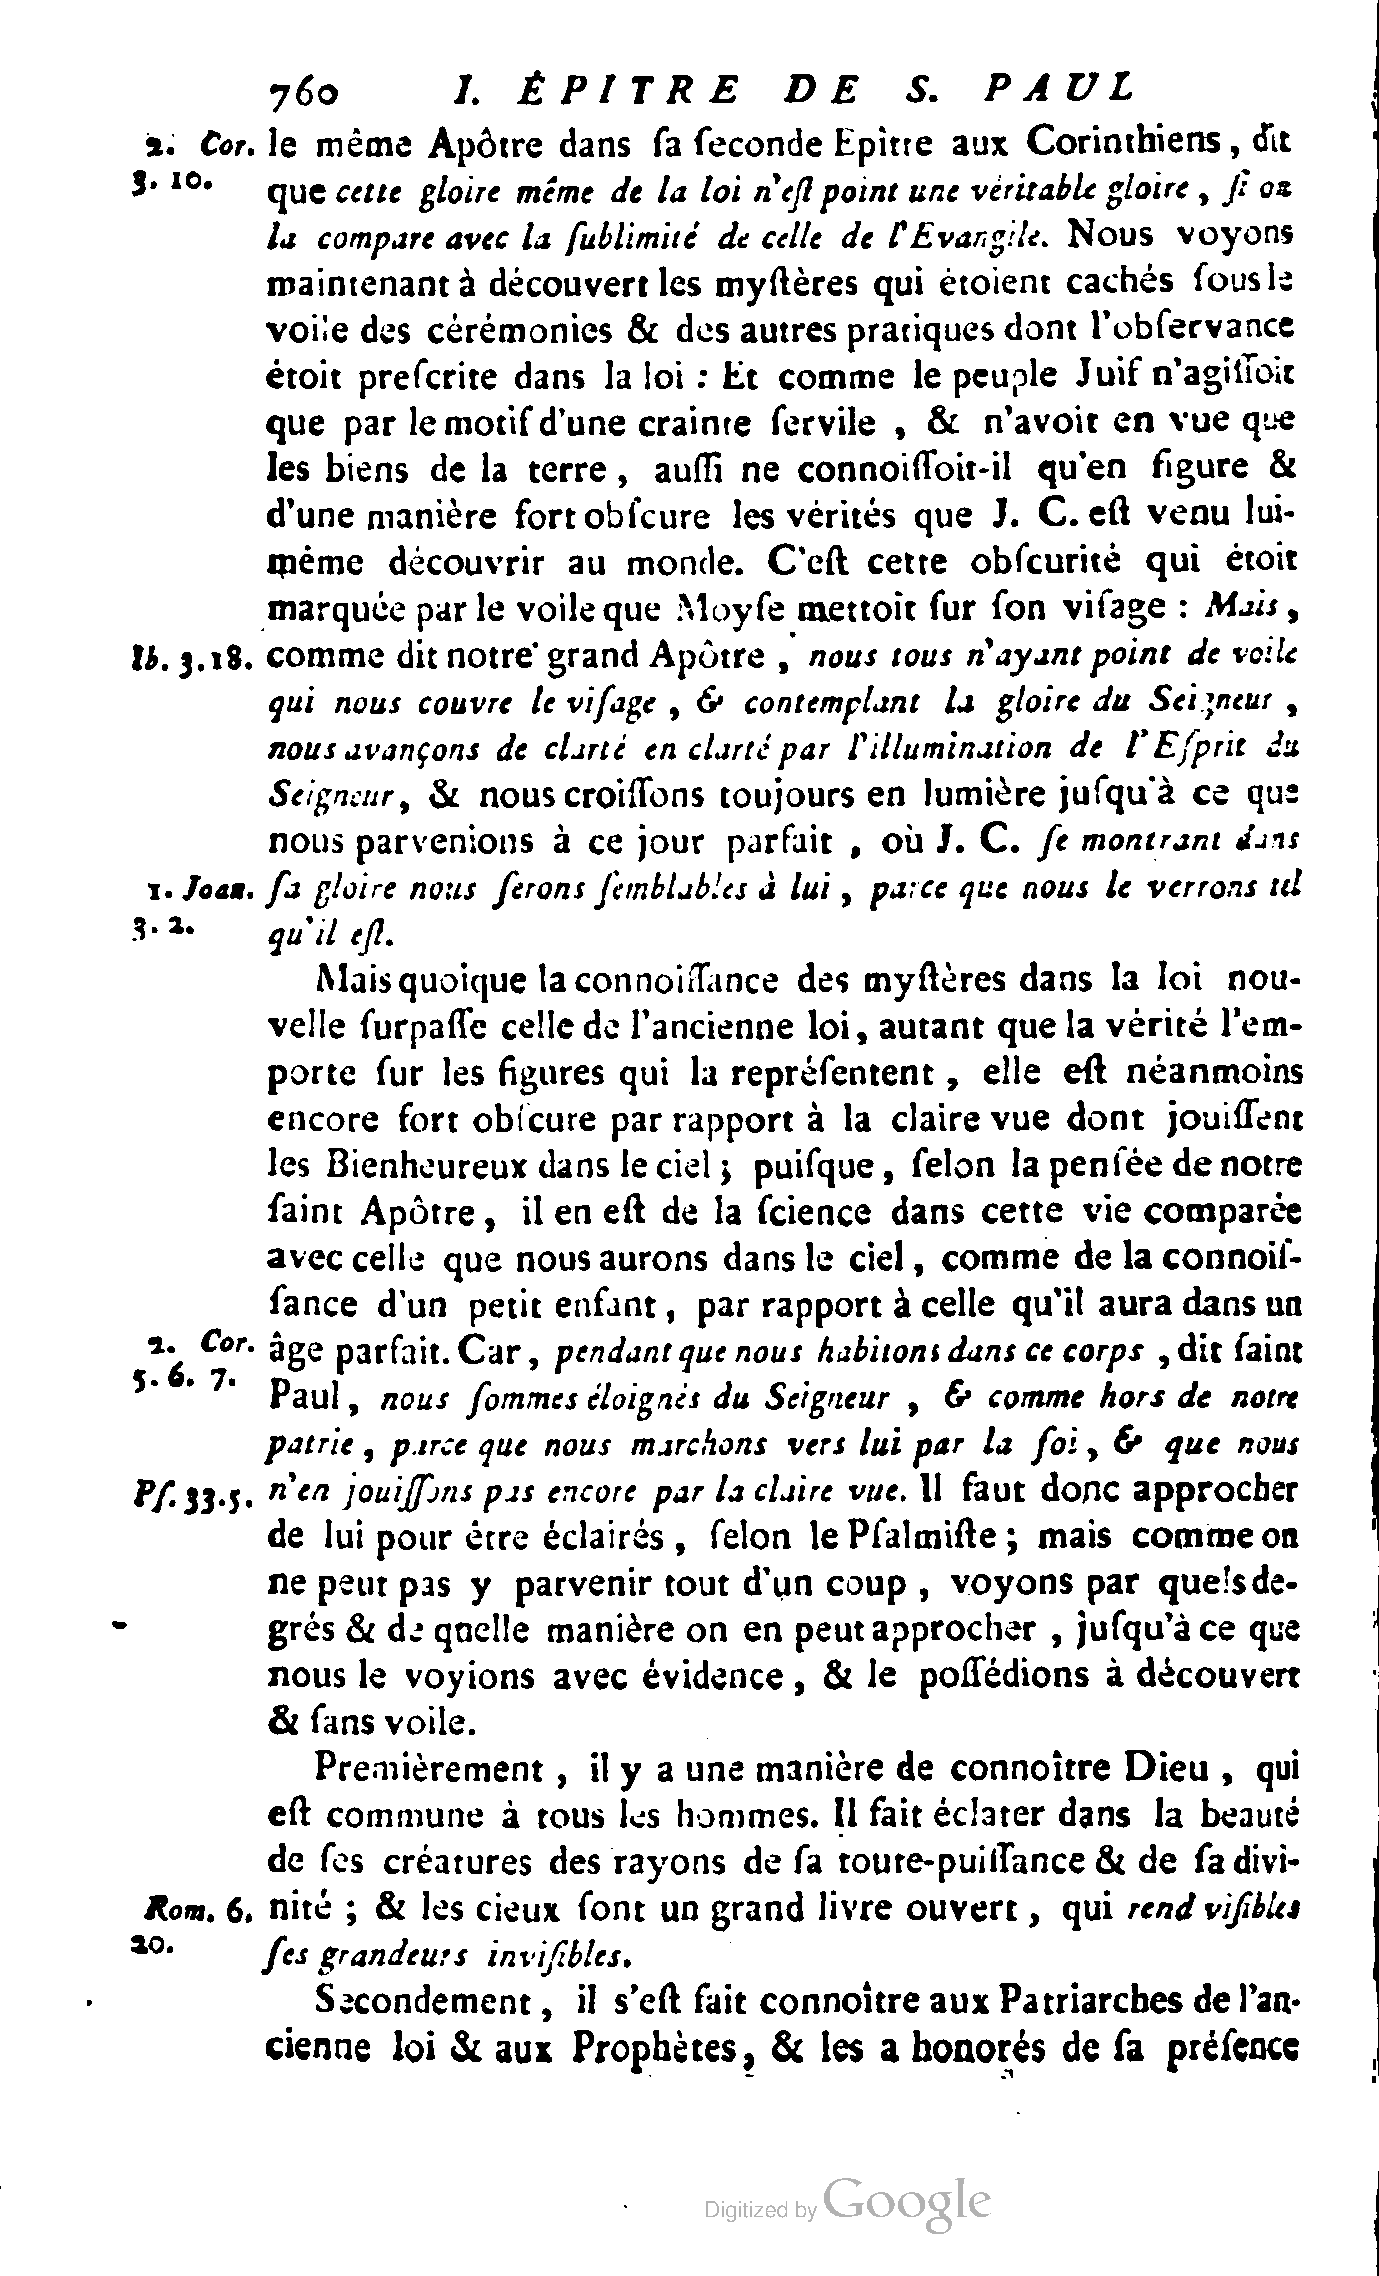 760 I. ÉPITRE DE S. PAUL
2. Cor. le même Apôtre dans ſa ſeconde Epître aux Corinthiens, dit
3. 10. que cette gloire même de la loi n'eſt point une véritable gloire, ſi on
la compare avec la ſublimité de celle de l'Evangile. Nous voyons
maintenant à découvert les myſtères qui étoient cachés ſous le
voile des cérémonies & des autres pratiques dont l'obſervance
étoit preſcrite dans la loi : Et comme le peuple Juif n'agiſſoit
que par le motif d'une crainte ſervile, & n'avoit en vue que
les biens de la terre, auſſi ne connoiſſoit-il qu'en figure &
d'une manière fort obſcure les vérités que J. C. eſt venu lui-
même découvrir au monde. C'eſt cette obſcurité qui étoit
marquée par le voile que Moyſe mettoit ſur ſon viſage : Mais,
Ib. 3.18. comme dit notre grand Apôtre, nous tous n'ayant point de voile
qui nous couvre le viſage, & contemplant la gloire du Seigneur,
nous avançons de clarté en clarté par l'illumination de l'Eſprit du
Seigneur, & nous croiſſons toujours en lumière juſqu'à ce que
nous parvenions à ce jour parfait, où J. C. ſe montrant dans
1. Joan. ſa gloire nous ſerons ſemblables à lui, parce que nous le verrons tel
3. 2. qu'il eſt.
Mais quoique la connoiſſance des myſtères dans la loi nou-
velle ſurpaſſe celle de l'ancienne loi, autant que la vérité l'em-
porte ſur les figures qui la repréſentent, elle eſt néanmoins
encore fort obſcure par rapport à la claire vue dont jouiſſent
les Bienheureux dans le ciel ; puiſque, ſelon la penſée de notre
ſaint Apôtre, il en eſt de la ſcience dans cette vie comparée
avec celle que nous aurons dans le ciel, comme de la connoiſ-
ſance d'un petit enfant, par rapport à celle qu'il aura dans un
2. Cor. âge parfait. Car, pendant que nous habitons dans ce corps, dit ſaint
5. 6. 7. Paul, nous ſommes éloignés du Seigneur, & comme hors de notre
patrie, parce que nous marchons vers lui par la foi, & que nous
Pſ. 33.5. n'en jouiſſons pas encore par la claire vue. Il faut donc approcher
de lui pour être éclairés, ſelon le Pſalmiſte ; mais comme on
ne peut pas y parvenir tout d'un coup, voyons par quels de-
grés & de quelle manière on en peut approcher, juſqu'à ce que
nous le voyions avec évidence, & le poſſédions à découvert
& ſans voile.
Premièrement, il y a une manière de connoître Dieu, qui
eſt commune à tous les hommes. Il fait éclater dans la beauté
de ſes créatures des rayons de ſa toute-puiſſance & de ſa divi-
Rom. 6. nité ; & les cieux ſont un grand livre ouvert, qui rend viſibles
20. ſes grandeurs inviſibles.
Secondement, il s'eſt fait connoître aux Patriarches de l'an-
cienne loi & aux Prophètes, & les a honorés de ſa préſence
Digitized by Google